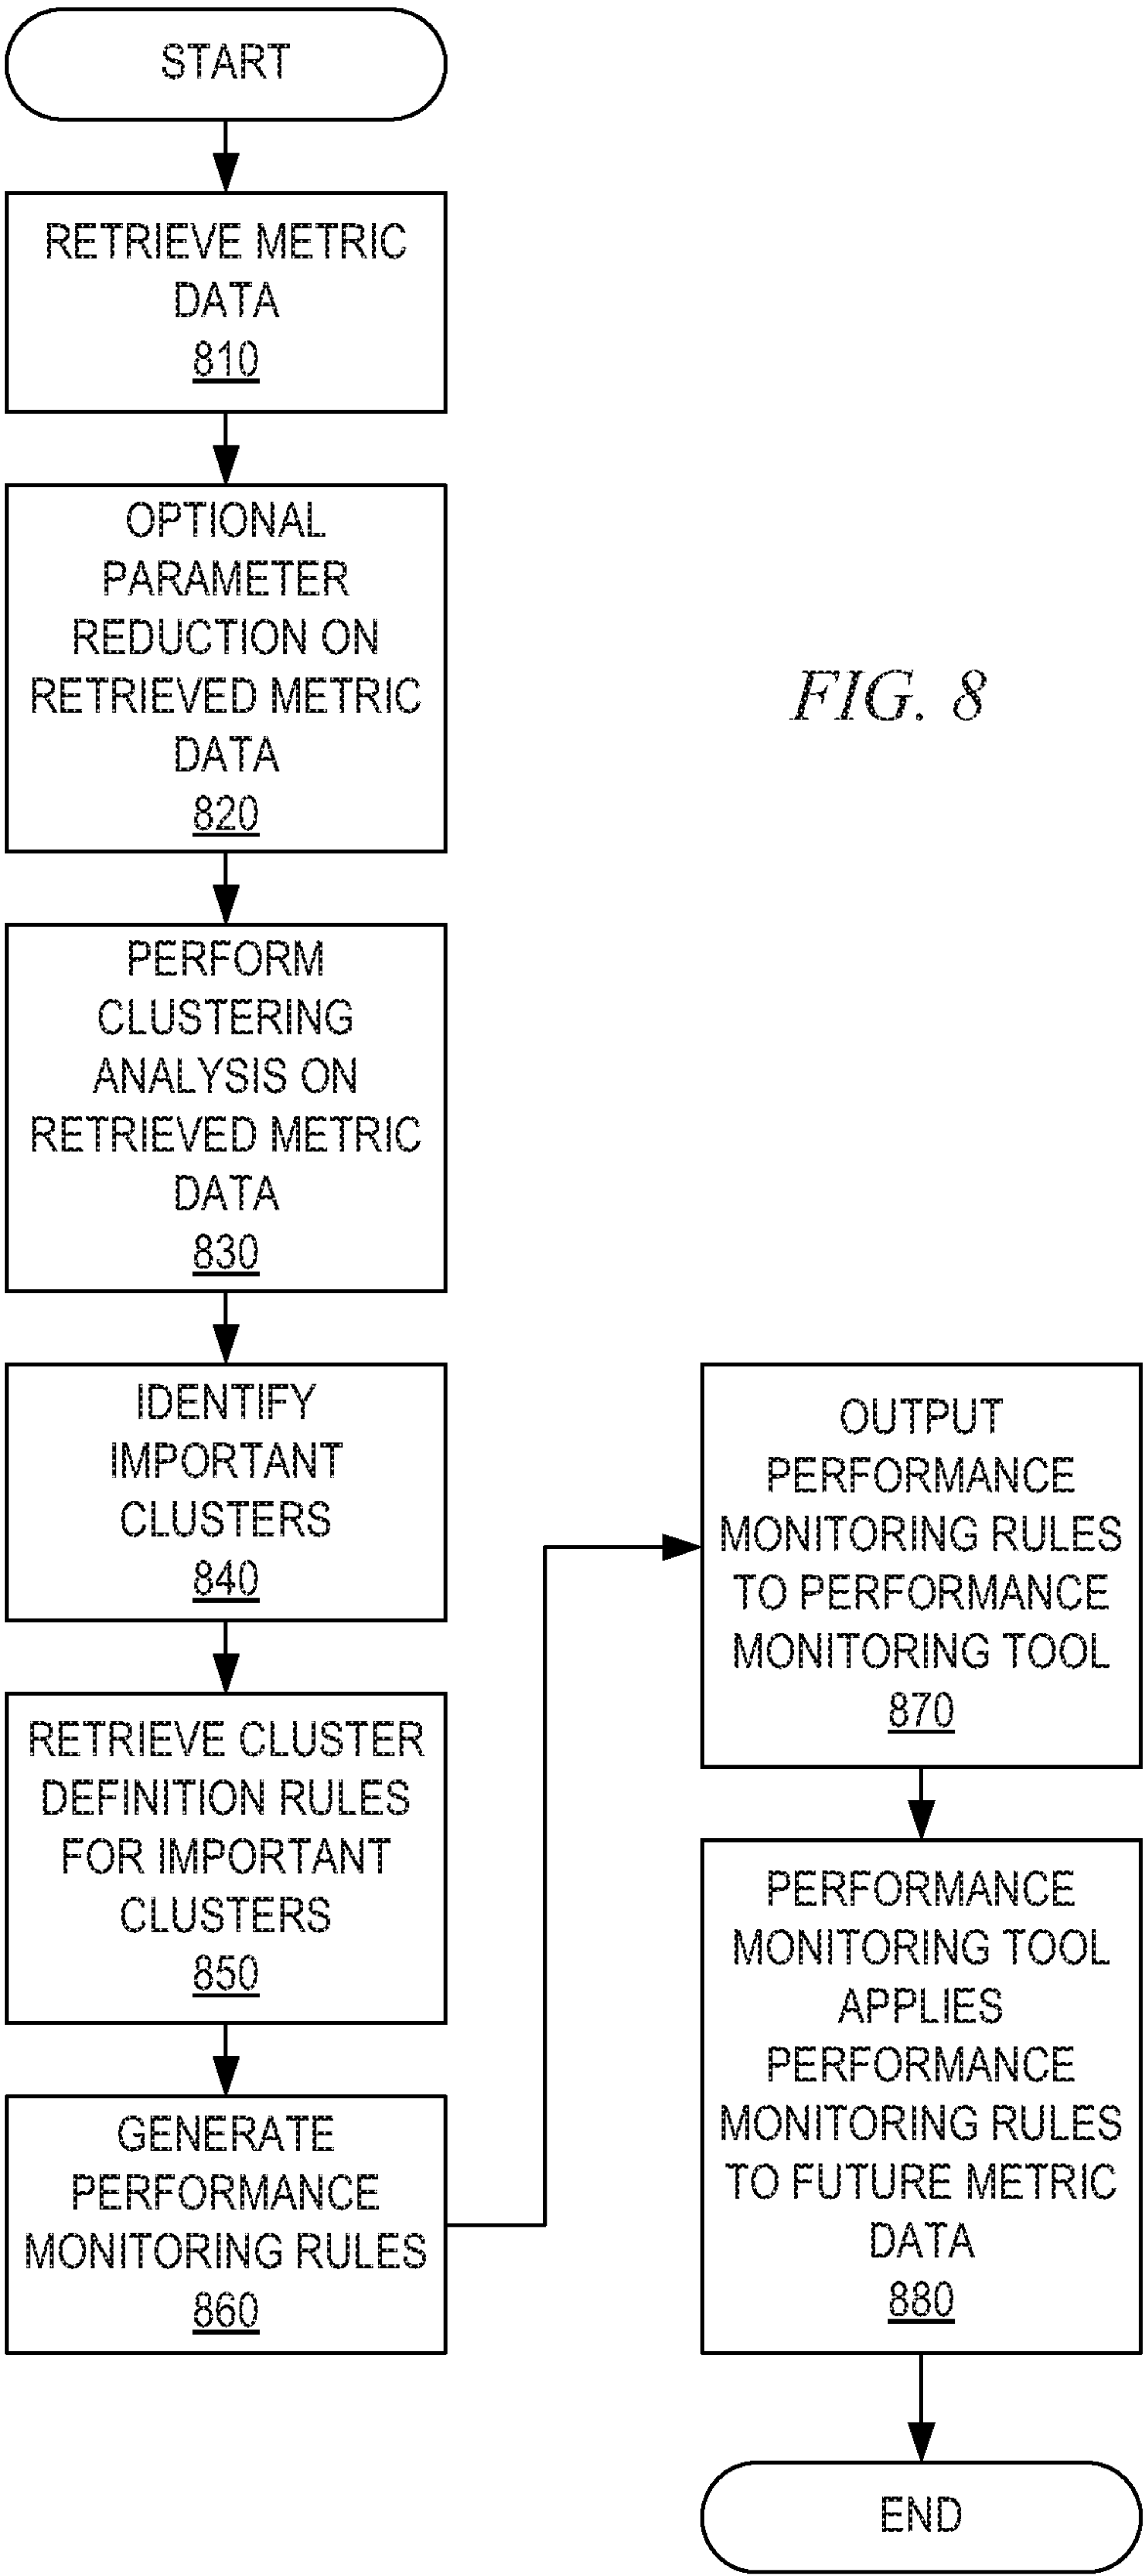 START
RETRIEVE METRIC
DATA
810
OPTIONAL
PARAMETER
REDUCTION ON
RETRIEVED METRIC
DATA
820
PERFORM
CLUSTERING
ANALYSIS ON
RETRIEVED METRIC
DATA
830
IDENTIFY
IMPORTANT
CLUSTERS
840
RETRIEVE CLUSTER
DEFINITION RULES
FOR IMPORTANT
CLUSTERS
850
GENERATE
PERFORMANCE
MONITORING RULES
860
OUTPUT
PERFORMANCE
MONITORING RULES
TO PERFORMANCE
MONITORING TOOL
870
PERFORMANCE
MONITORING TOOL
APPLIES
PERFORMANCE
MONITORING RULES
TO FUTURE METRIC
DATA
880
END
FIG. 8